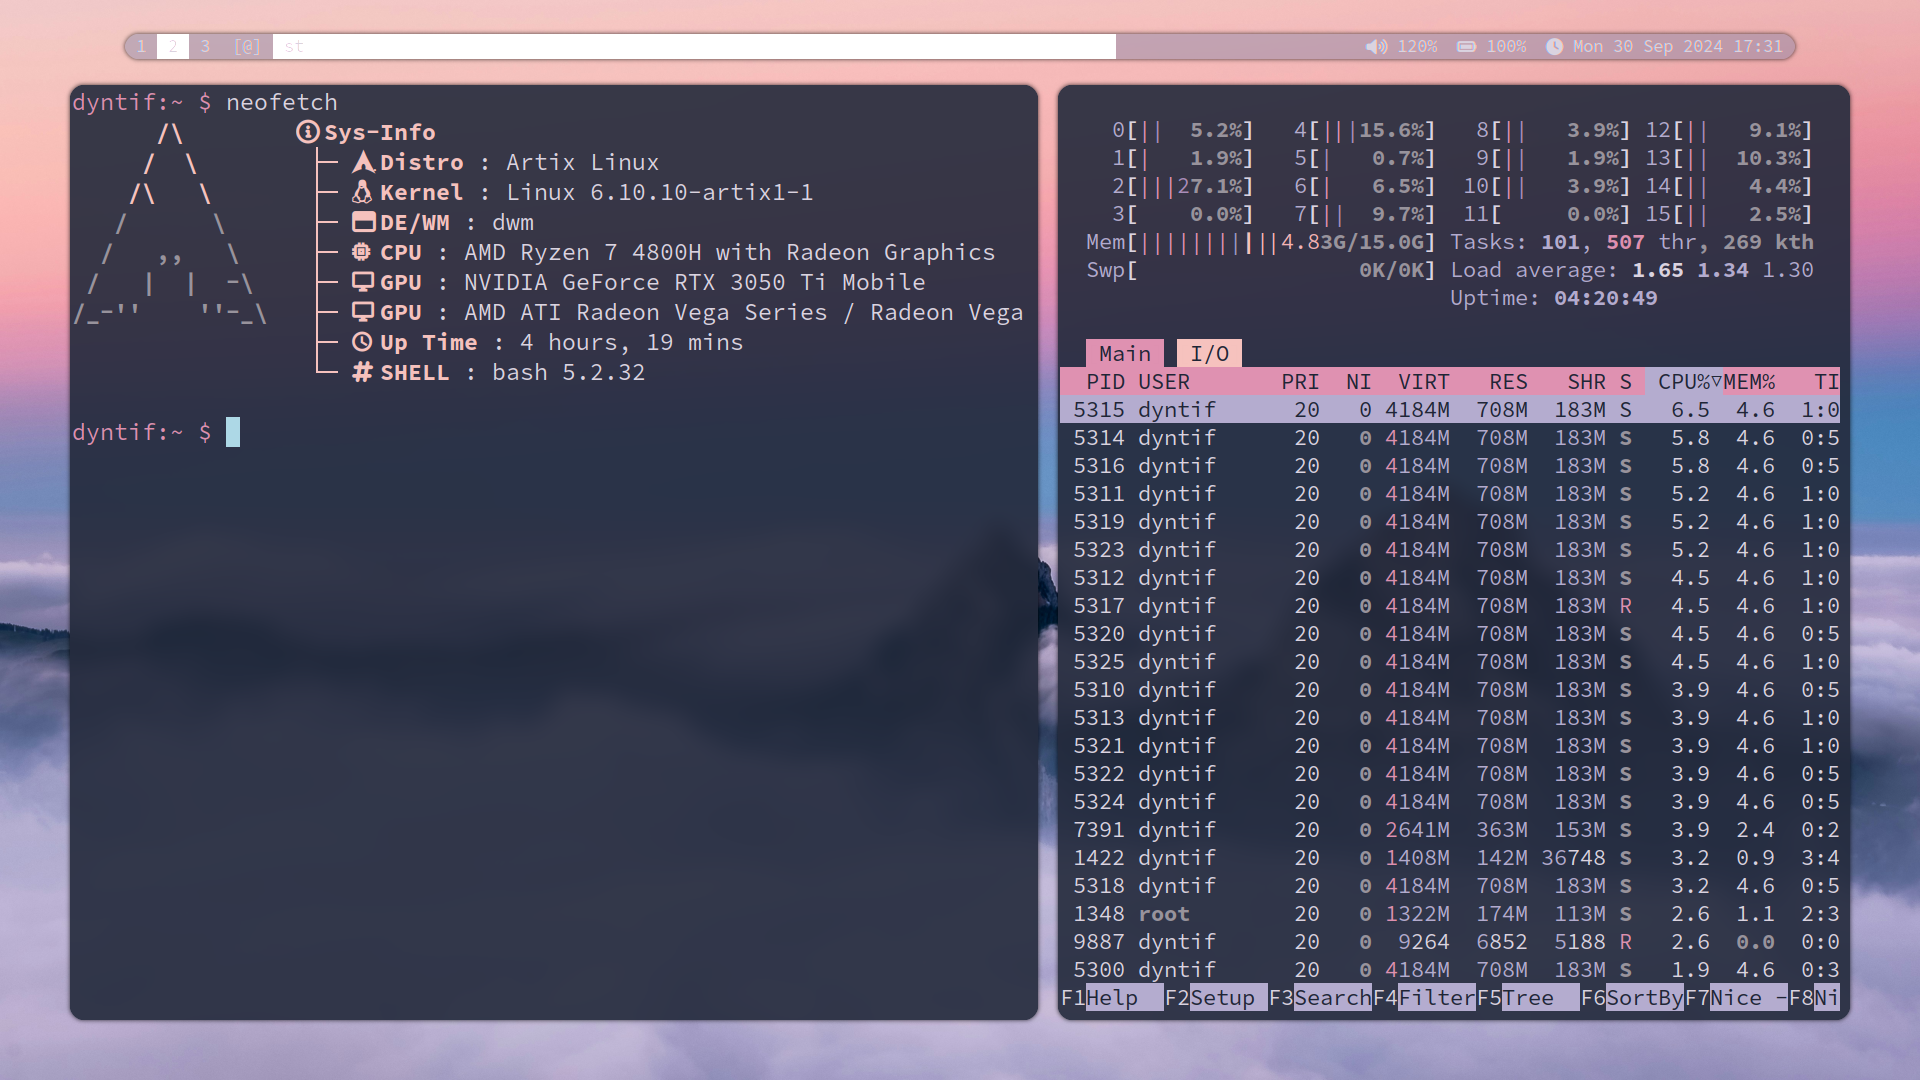 1 2 3 [@] st 120% 100% Mon 30 Sep 2024 17:31
dyntif:~ $ neofetch
Sys-Info
Distro : Artix Linux
Kernel : Linux 6.10.10-artix1-1
DE/WM : dwm
CPU : AMD Ryzen 7 4800H with Radeon Graphics
GPU : NVIDIA GeForce RTX 3050 Ti Mobile
GPU : AMD ATI Radeon Vega Series / Radeon Vega
Up Time : 4 hours, 19 mins
SHELL : bash 5.2.32
dyntif:~ $
0[|| 5.2%] 4[|||15.6%] 8[|| 3.9%] 12[|| 9.1%]
1[| 1.9%] 5[| 0.7%] 9[|| 1.9%] 13[|| 10.3%]
2[|||27.1%] 6[| 6.5%] 10[|| 3.9%] 14[|| 4.4%]
3[ 0.0%] 7[|| 9.7%] 11[ 0.0%] 15[|| 2.5%]
Mem[|||||||||||4.83G/15.0G] Tasks: 101, 507 thr, 269 kth
Swp[ 0K/0K] Load average: 1.65 1.34 1.30
Uptime: 04:20:49
Main I/O
PID USER PRI NI VIRT RES SHR S CPU%▽MEM% TI
5315 dyntif 20 0 4184M 708M 183M S 6.5 4.6 1:0
5314 dyntif 20 0 4184M 708M 183M S 5.8 4.6 0:5
5316 dyntif 20 0 4184M 708M 183M S 5.8 4.6 0:5
5311 dyntif 20 0 4184M 708M 183M S 5.2 4.6 1:0
5319 dyntif 20 0 4184M 708M 183M S 5.2 4.6 1:0
5323 dyntif 20 0 4184M 708M 183M S 5.2 4.6 1:0
5312 dyntif 20 0 4184M 708M 183M S 4.5 4.6 1:0
5317 dyntif 20 0 4184M 708M 183M R 4.5 4.6 1:0
5320 dyntif 20 0 4184M 708M 183M S 4.5 4.6 0:5
5325 dyntif 20 0 4184M 708M 183M S 4.5 4.6 1:0
5310 dyntif 20 0 4184M 708M 183M S 3.9 4.6 0:5
5313 dyntif 20 0 4184M 708M 183M S 3.9 4.6 1:0
5321 dyntif 20 0 4184M 708M 183M S 3.9 4.6 1:0
5322 dyntif 20 0 4184M 708M 183M S 3.9 4.6 0:5
5324 dyntif 20 0 4184M 708M 183M S 3.9 4.6 0:5
7391 dyntif 20 0 2641M 363M 153M S 3.9 2.4 0:2
1422 dyntif 20 0 1408M 142M 36748 S 3.2 0.9 3:4
5318 dyntif 20 0 4184M 708M 183M S 3.2 4.6 0:5
1348 root 20 0 1322M 174M 113M S 2.6 1.1 2:3
9887 dyntif 20 0 9264 6852 5188 R 2.6 0.0 0:0
5300 dyntif 20 0 4184M 708M 183M S 1.9 4.6 0:3
F1Help F2Setup F3SearchF4FilterF5Tree F6SortByF7Nice -F8Ni